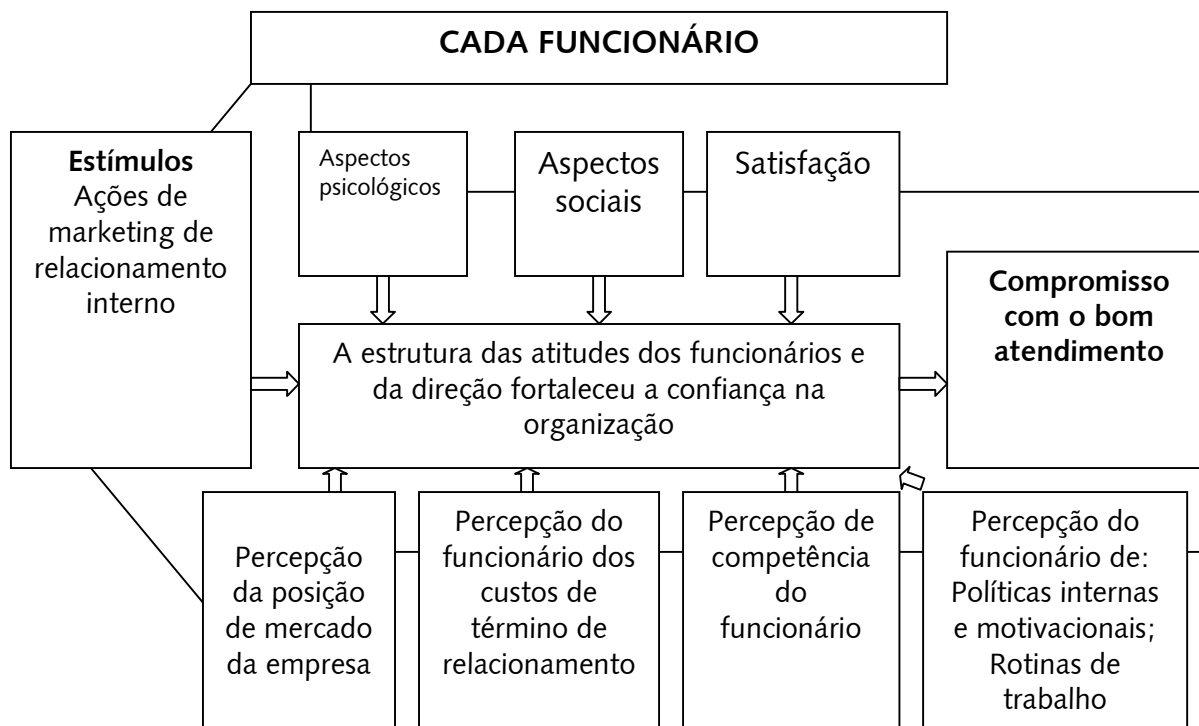 CADA FUNCIONÁRIO
Estímulos
Ações de
marketing de
relacionamento
interno
Aspectos
psicológicos
Aspectos
sociais
Satisfação
A estrutura das atitudes dos funcionários e
da direção fortaleceu a confiança na
organização
Compromisso
com o bom
atendimento
Percepção
da posição
de mercado
da empresa
Percepção do
funcionário dos
custos de
término de
relacionamento
Percepção de
competência
do
funcionário
Percepção do
funcionário de:
Políticas internas
e motivacionais;
Rotinas de
trabalho